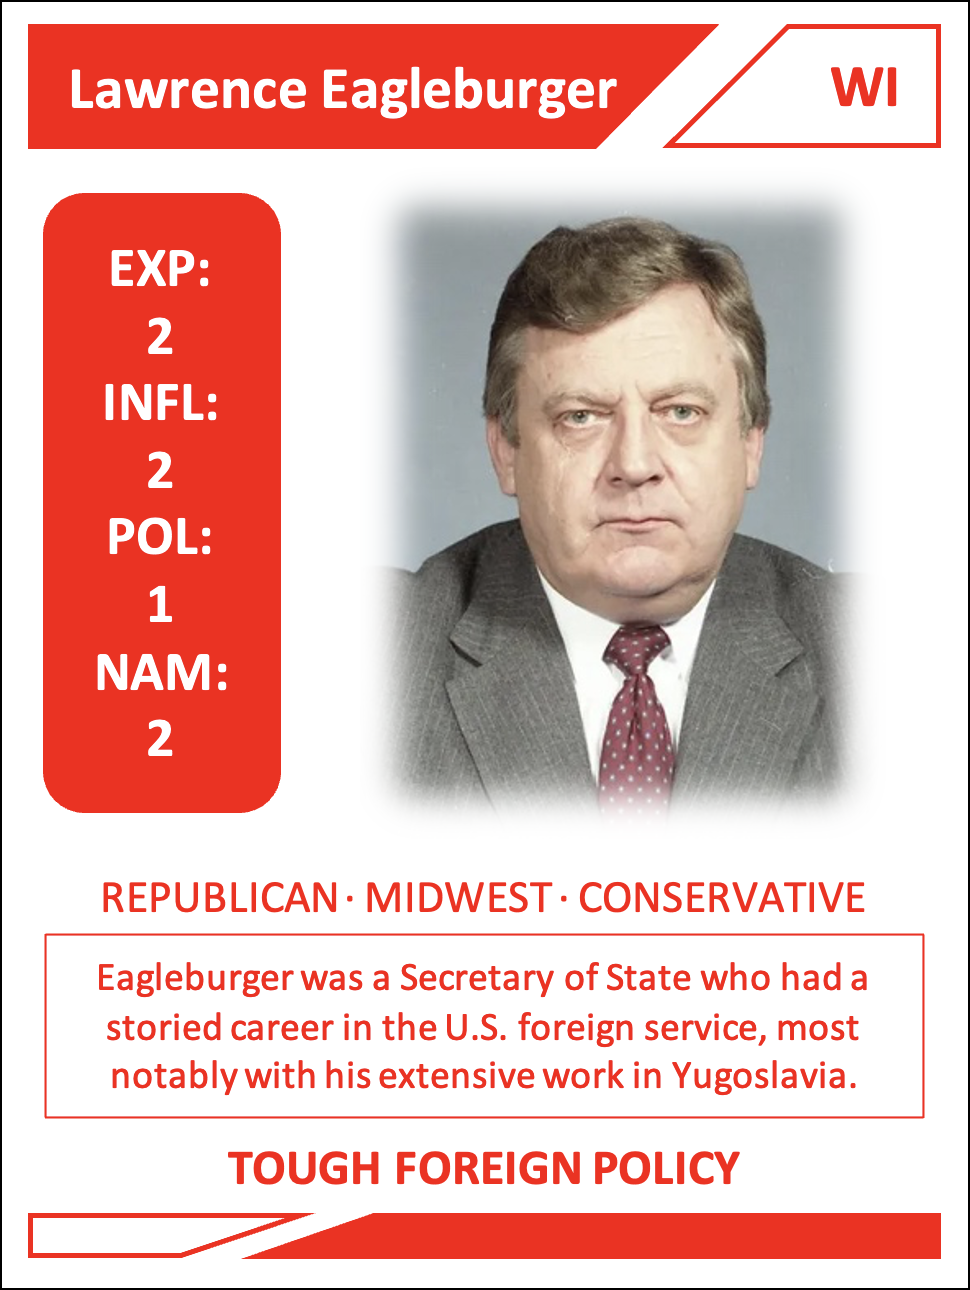 Lawrence Eagleburger
WI
EXP:
2
INFL:
2
POL:
1
NAM:
2
REPUBLICAN · MIDWEST · CONSERVATIVE
Eagleburger was a Secretary of State who had a
storied career in the U.S. foreign service, most
notably with his extensive work in Yugoslavia.
TOUGH FOREIGN POLICY